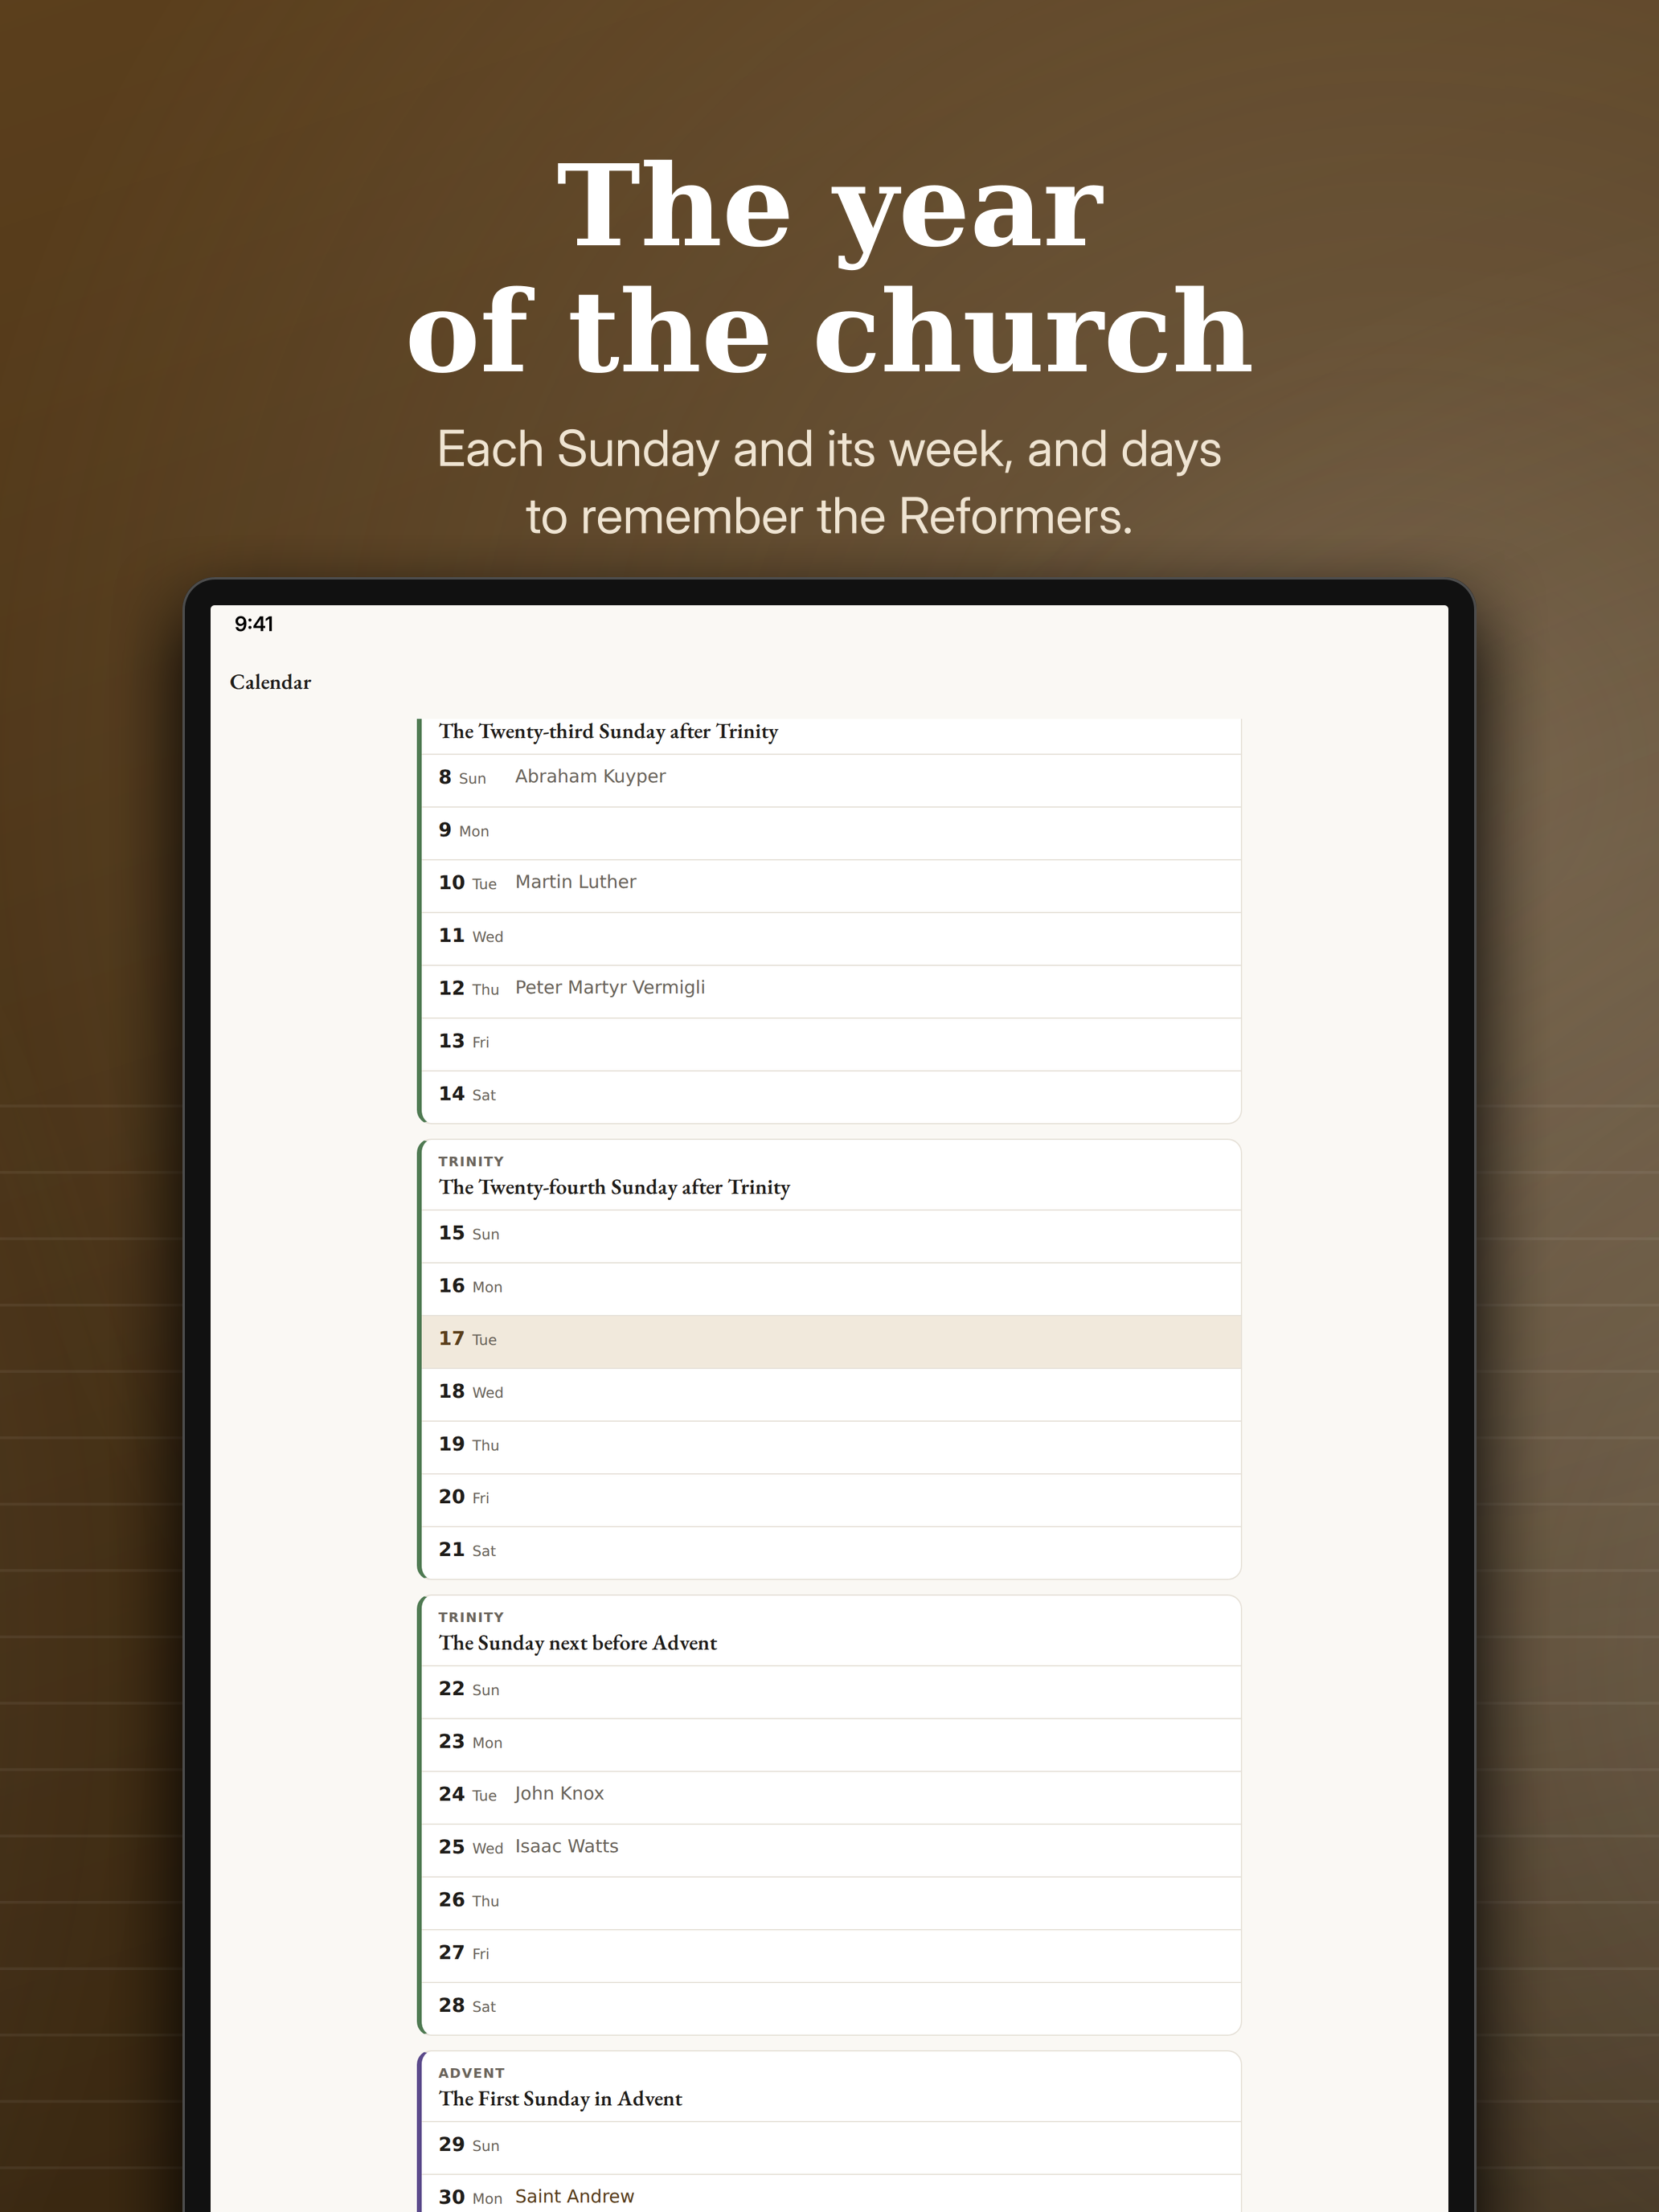 The year
of the church
Each Sunday and its week, and days
to remember the Reformers.
9:41
Calendar
The Twenty-third Sunday after Trinity
8 Sun Abraham Kuyper
9 Mon
10 Tue Martin Luther
11 Wed
12 Thu Peter Martyr Vermigli
13 Fri
14 Sat
TRINITY
The Twenty-fourth Sunday after Trinity
15 Sun
16 Mon
17 Tue
18 Wed
19 Thu
20 Fri
21 Sat
TRINITY
The Sunday next before Advent
22 Sun
23 Mon
24 Tue John Knox
25 Wed Isaac Watts
26 Thu
27 Fri
28 Sat
ADVENT
The First Sunday in Advent
29 Sun
30 Mon Saint Andrew